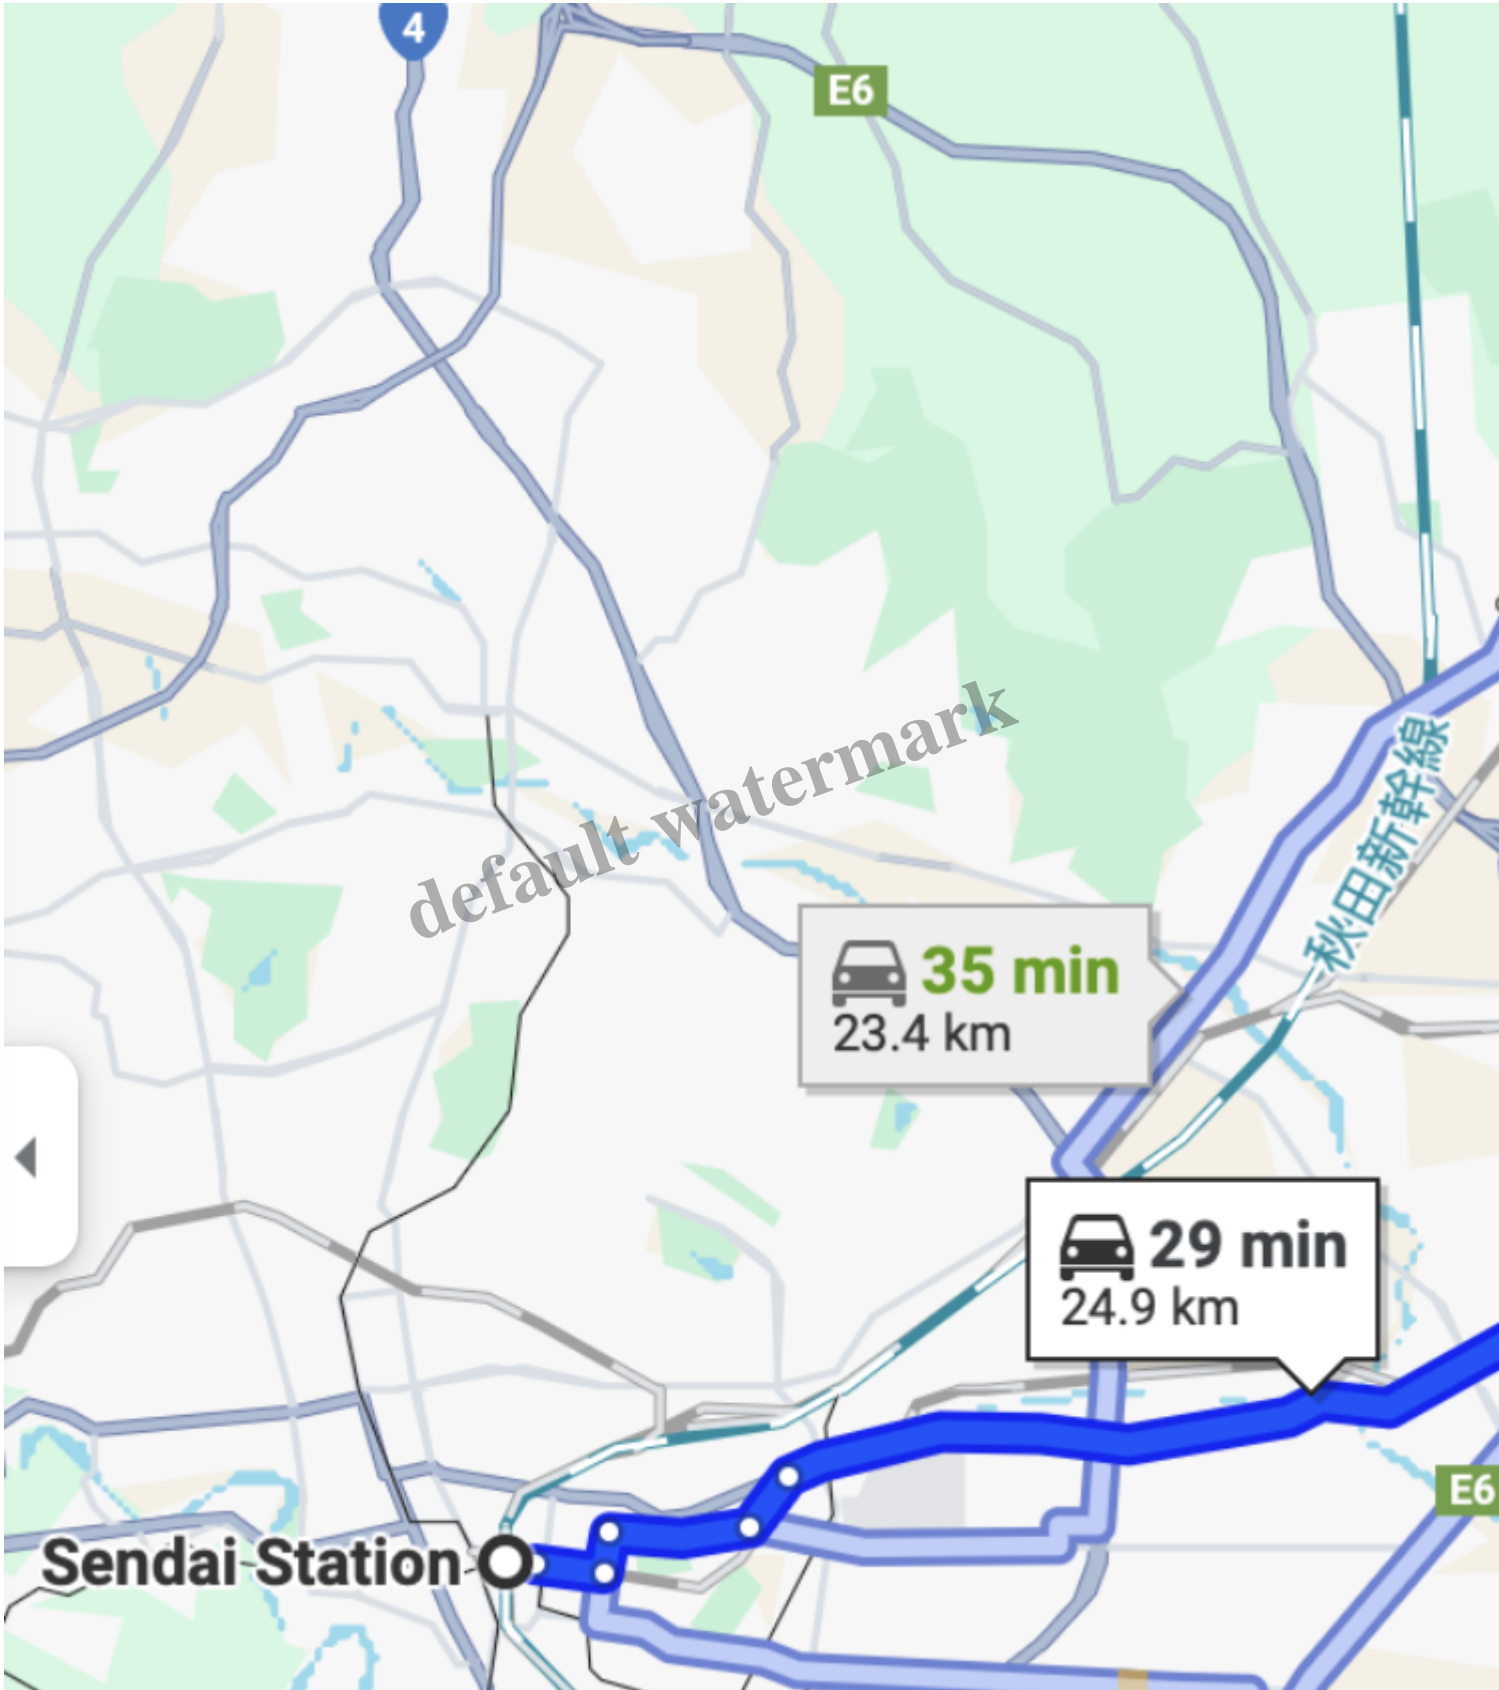 4
E6
default watermark
秋田新幹線
35 min
23.4 km
29 min
24.9 km
E6
Sendai Station